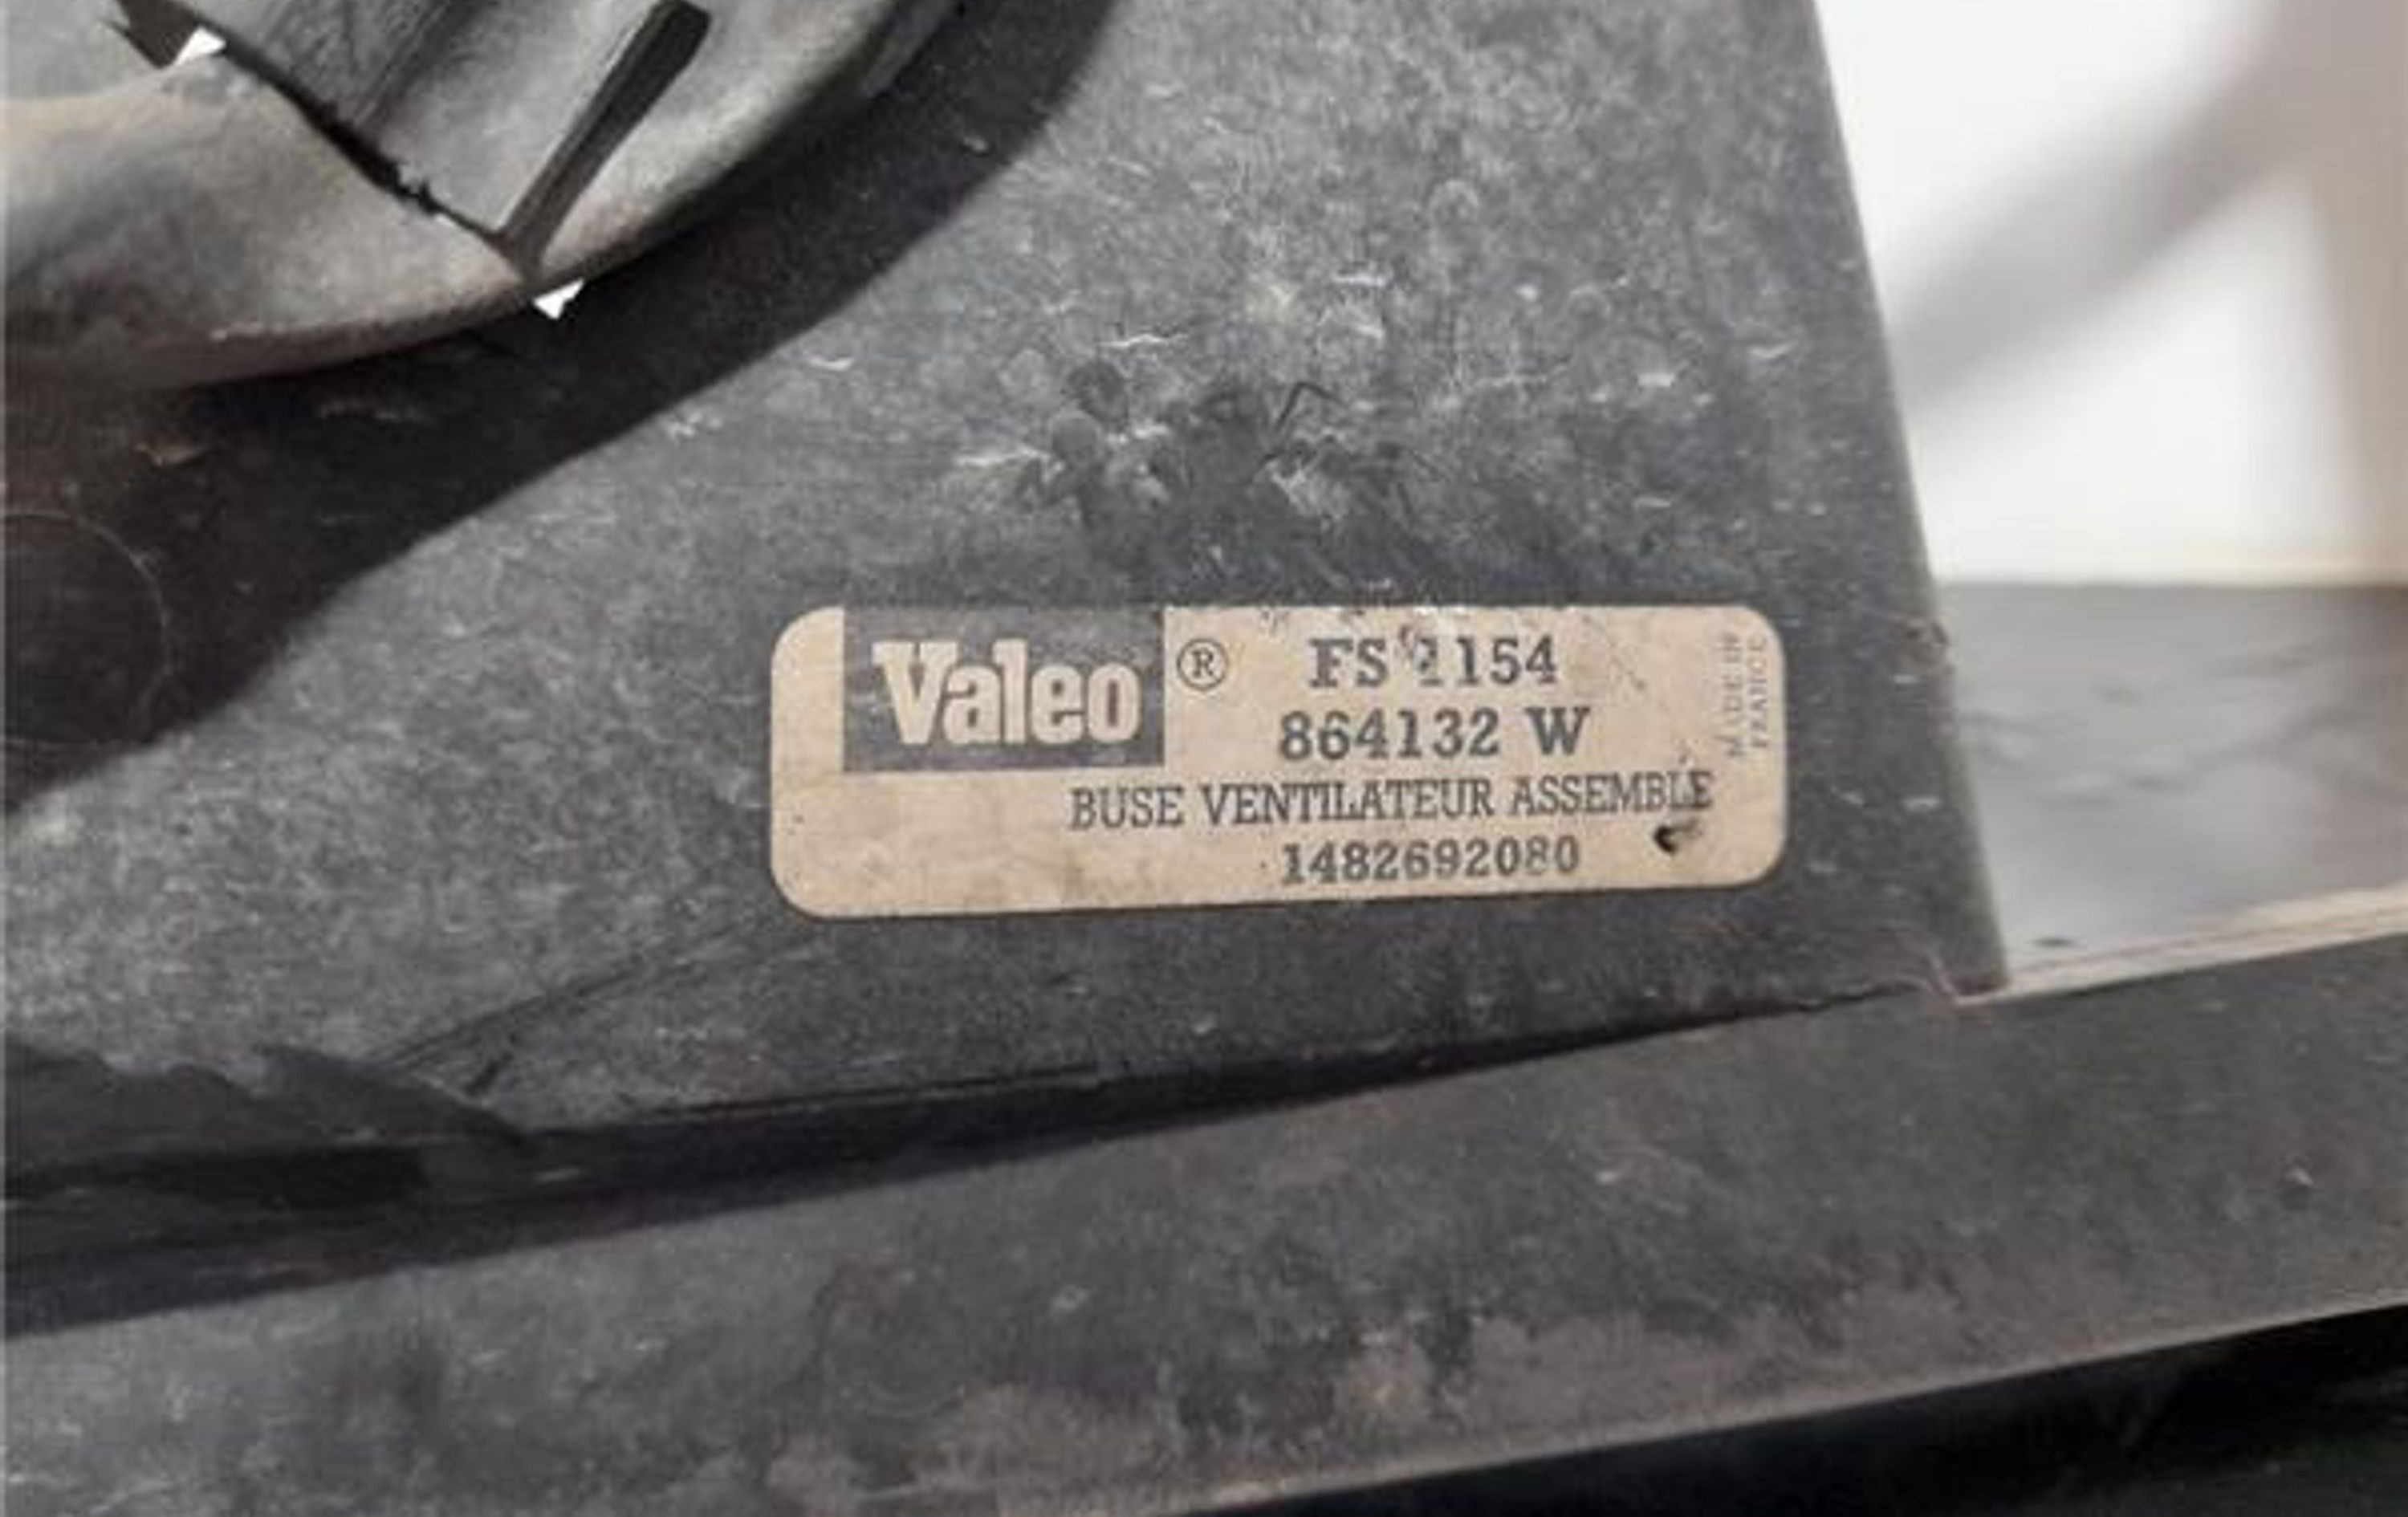 Valeo ® FS 1154
864132 W
BUSE VENTILATEUR ASSEMBLE
1482692080
MADE IN
FRANCE